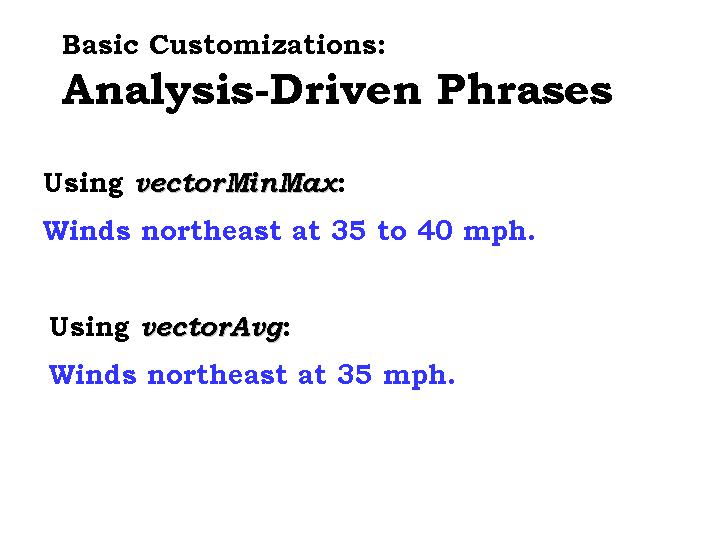 Basic Customizations:
Analysis-Driven Phrases
Using vectorMinMax:
Winds northeast at 35 to 40 mph.
Using vectorAvg:
Winds northeast at 35 mph.